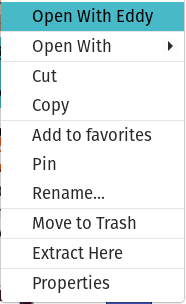 Open With Eddy
Open With
Cut
Copy
Add to favorites
Pin
Rename...
Move to Trash
Extract Here
Properties